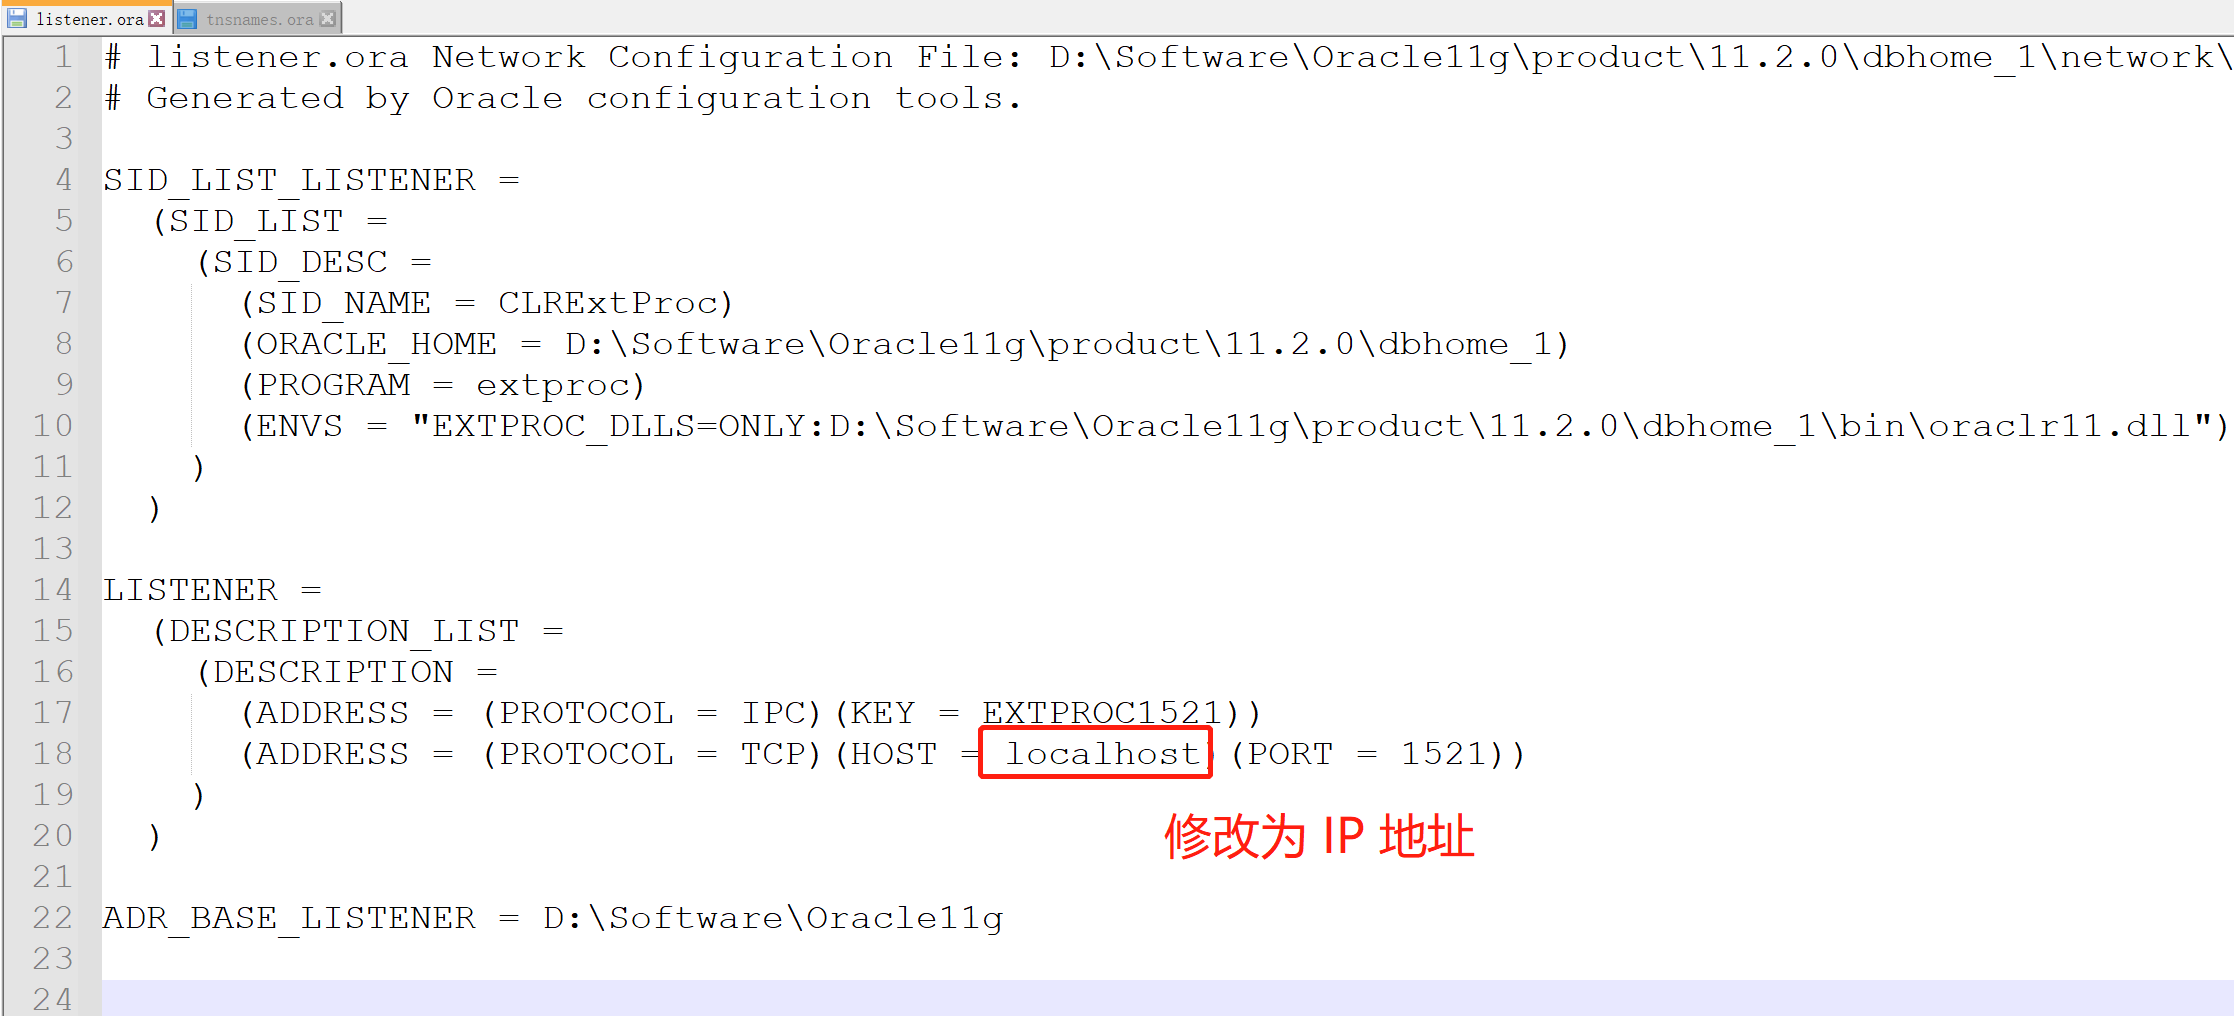 listener.ora tnsnames.ora
1 # listener.ora Network Configuration File: D:\Software\Oracle11g\product\11.2.0\dbhome_1\network\
2 # Generated by Oracle configuration tools.
3
4 SID_LIST_LISTENER =
5 (SID_LIST =
6 (SID_DESC =
7 (SID_NAME = CLRExtProc)
8 (ORACLE_HOME = D:\Software\Oracle11g\product\11.2.0\dbhome_1)
9 (PROGRAM = extproc)
10 (ENVS = "EXTPROC_DLLS=ONLY:D:\Software\Oracle11g\product\11.2.0\dbhome_1\bin\oraclr11.dll")
11 )
12 )
13
14 LISTENER =
15 (DESCRIPTION_LIST =
16 (DESCRIPTION =
17 (ADDRESS = (PROTOCOL = IPC)(KEY = EXTPROC1521))
18 (ADDRESS = (PROTOCOL = TCP)(HOST = localhost)(PORT = 1521))
19 )
修改为 IP 地址
20 )
21
22 ADR_BASE_LISTENER = D:\Software\Oracle11g
23
24